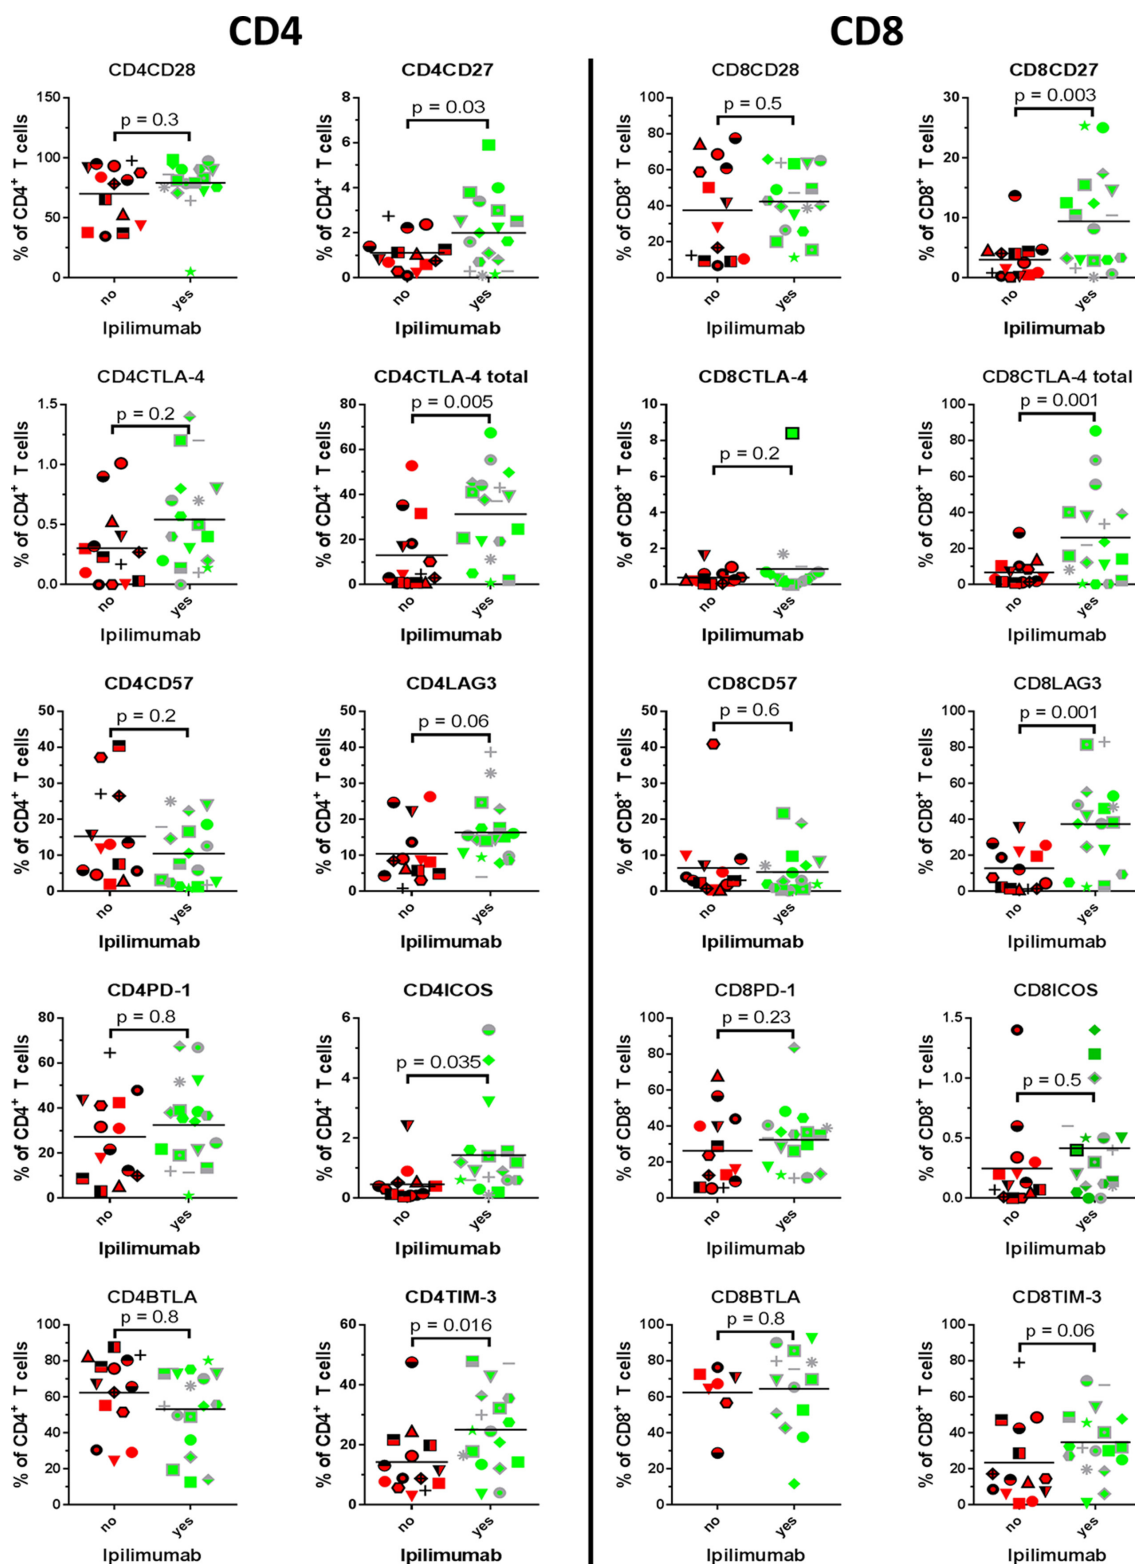 CD4 CD8
CD4CD28 CD4CD27 CD8CD28 CD8CD27
% of CD4⁺ T cells
150
100
50
0
p = 0.3
no yes
Ipilimumab
% of CD4⁺ T cells
8
6
4
2
0
p = 0.03
no yes
Ipilimumab
% of CD8⁺ T cells
100
80
60
40
20
0
p = 0.5
no yes
Ipilimumab
% of CD8⁺ T cells
30
20
10
0
p = 0.003
no yes
Ipilimumab
CD4CTLA-4 CD4CTLA-4 total CD8CTLA-4 CD8CTLA-4 total
% of CD4⁺ T cells
1.5
1.0
0.5
0.0
p = 0.2
no yes
Ipilimumab
% of CD4⁺ T cells
80
60
40
20
0
p = 0.005
no yes
Ipilimumab
% of CD8⁺ T cells
10
8
6
4
2
0
p = 0.2
no yes
Ipilimumab
% of CD8⁺ T cells
100
80
60
40
20
0
p = 0.001
no yes
Ipilimumab
CD4CD57 CD4LAG3 CD8CD57 CD8LAG3
% of CD4⁺ T cells
50
40
30
20
10
0
p = 0.2
no yes
Ipilimumab
% of CD4⁺ T cells
50
40
30
20
10
0
p = 0.06
no yes
Ipilimumab
% of CD8⁺ T cells
50
40
30
20
10
0
p = 0.6
no yes
Ipilimumab
% of CD8⁺ T cells
100
80
60
40
20
0
p = 0.001
no yes
Ipilimumab
CD4PD-1 CD4ICOS CD8PD-1 CD8ICOS
% of CD4⁺ T cells
80
60
40
20
0
p = 0.8
no yes
Ipilimumab
% of CD4⁺ T cells
6
4
2
0
p = 0.035
no yes
Ipilimumab
% of CD8⁺ T cells
100
80
60
40
20
0
p = 0.23
no yes
Ipilimumab
% of CD8⁺ T cells
1.5
1.0
0.5
0.0
p = 0.5
no yes
Ipilimumab
CD4BTLA CD4TIM-3 CD8BTLA CD8TIM-3
% of CD4⁺ T cells
100
80
60
40
20
0
p = 0.8
no yes
Ipilimumab
% of CD4⁺ T cells
60
40
20
0
p = 0.016
no yes
Ipilimumab
% of CD8⁺ T cells
100
80
60
40
20
0
p = 0.8
no yes
Ipilimumab
% of CD8⁺ T cells
100
80
60
40
20
0
p = 0.06
no yes
Ipilimumab